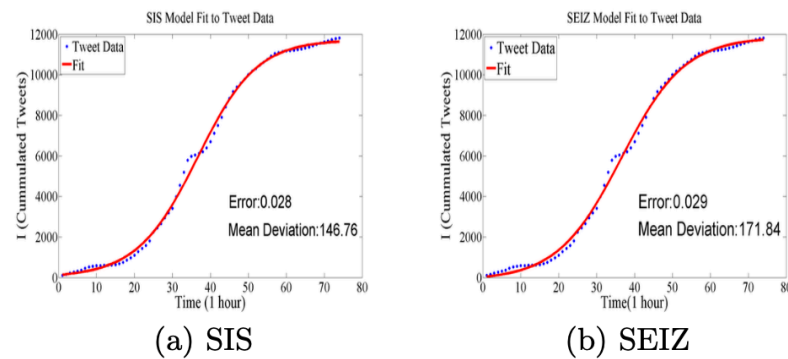 SIS Model Fit to Tweet Data
12000
10000
8000
6000
4000
2000
0
I (Cummulated Tweets)
Tweet Data
Fit
Error:0.028
Mean Deviation:146.76
0 10 20 30 40 50 60 70 80
Time (1 hour)
(a) SIS
SEIZ Model Fit to Tweet Data
12000
10000
8000
6000
4000
2000
0
I (Cummulated Tweets)
Tweet Data
Fit
Error:0.029
Mean Deviation:171.84
0 10 20 30 40 50 60 70 80
Time(1 hour)
(b) SEIZ